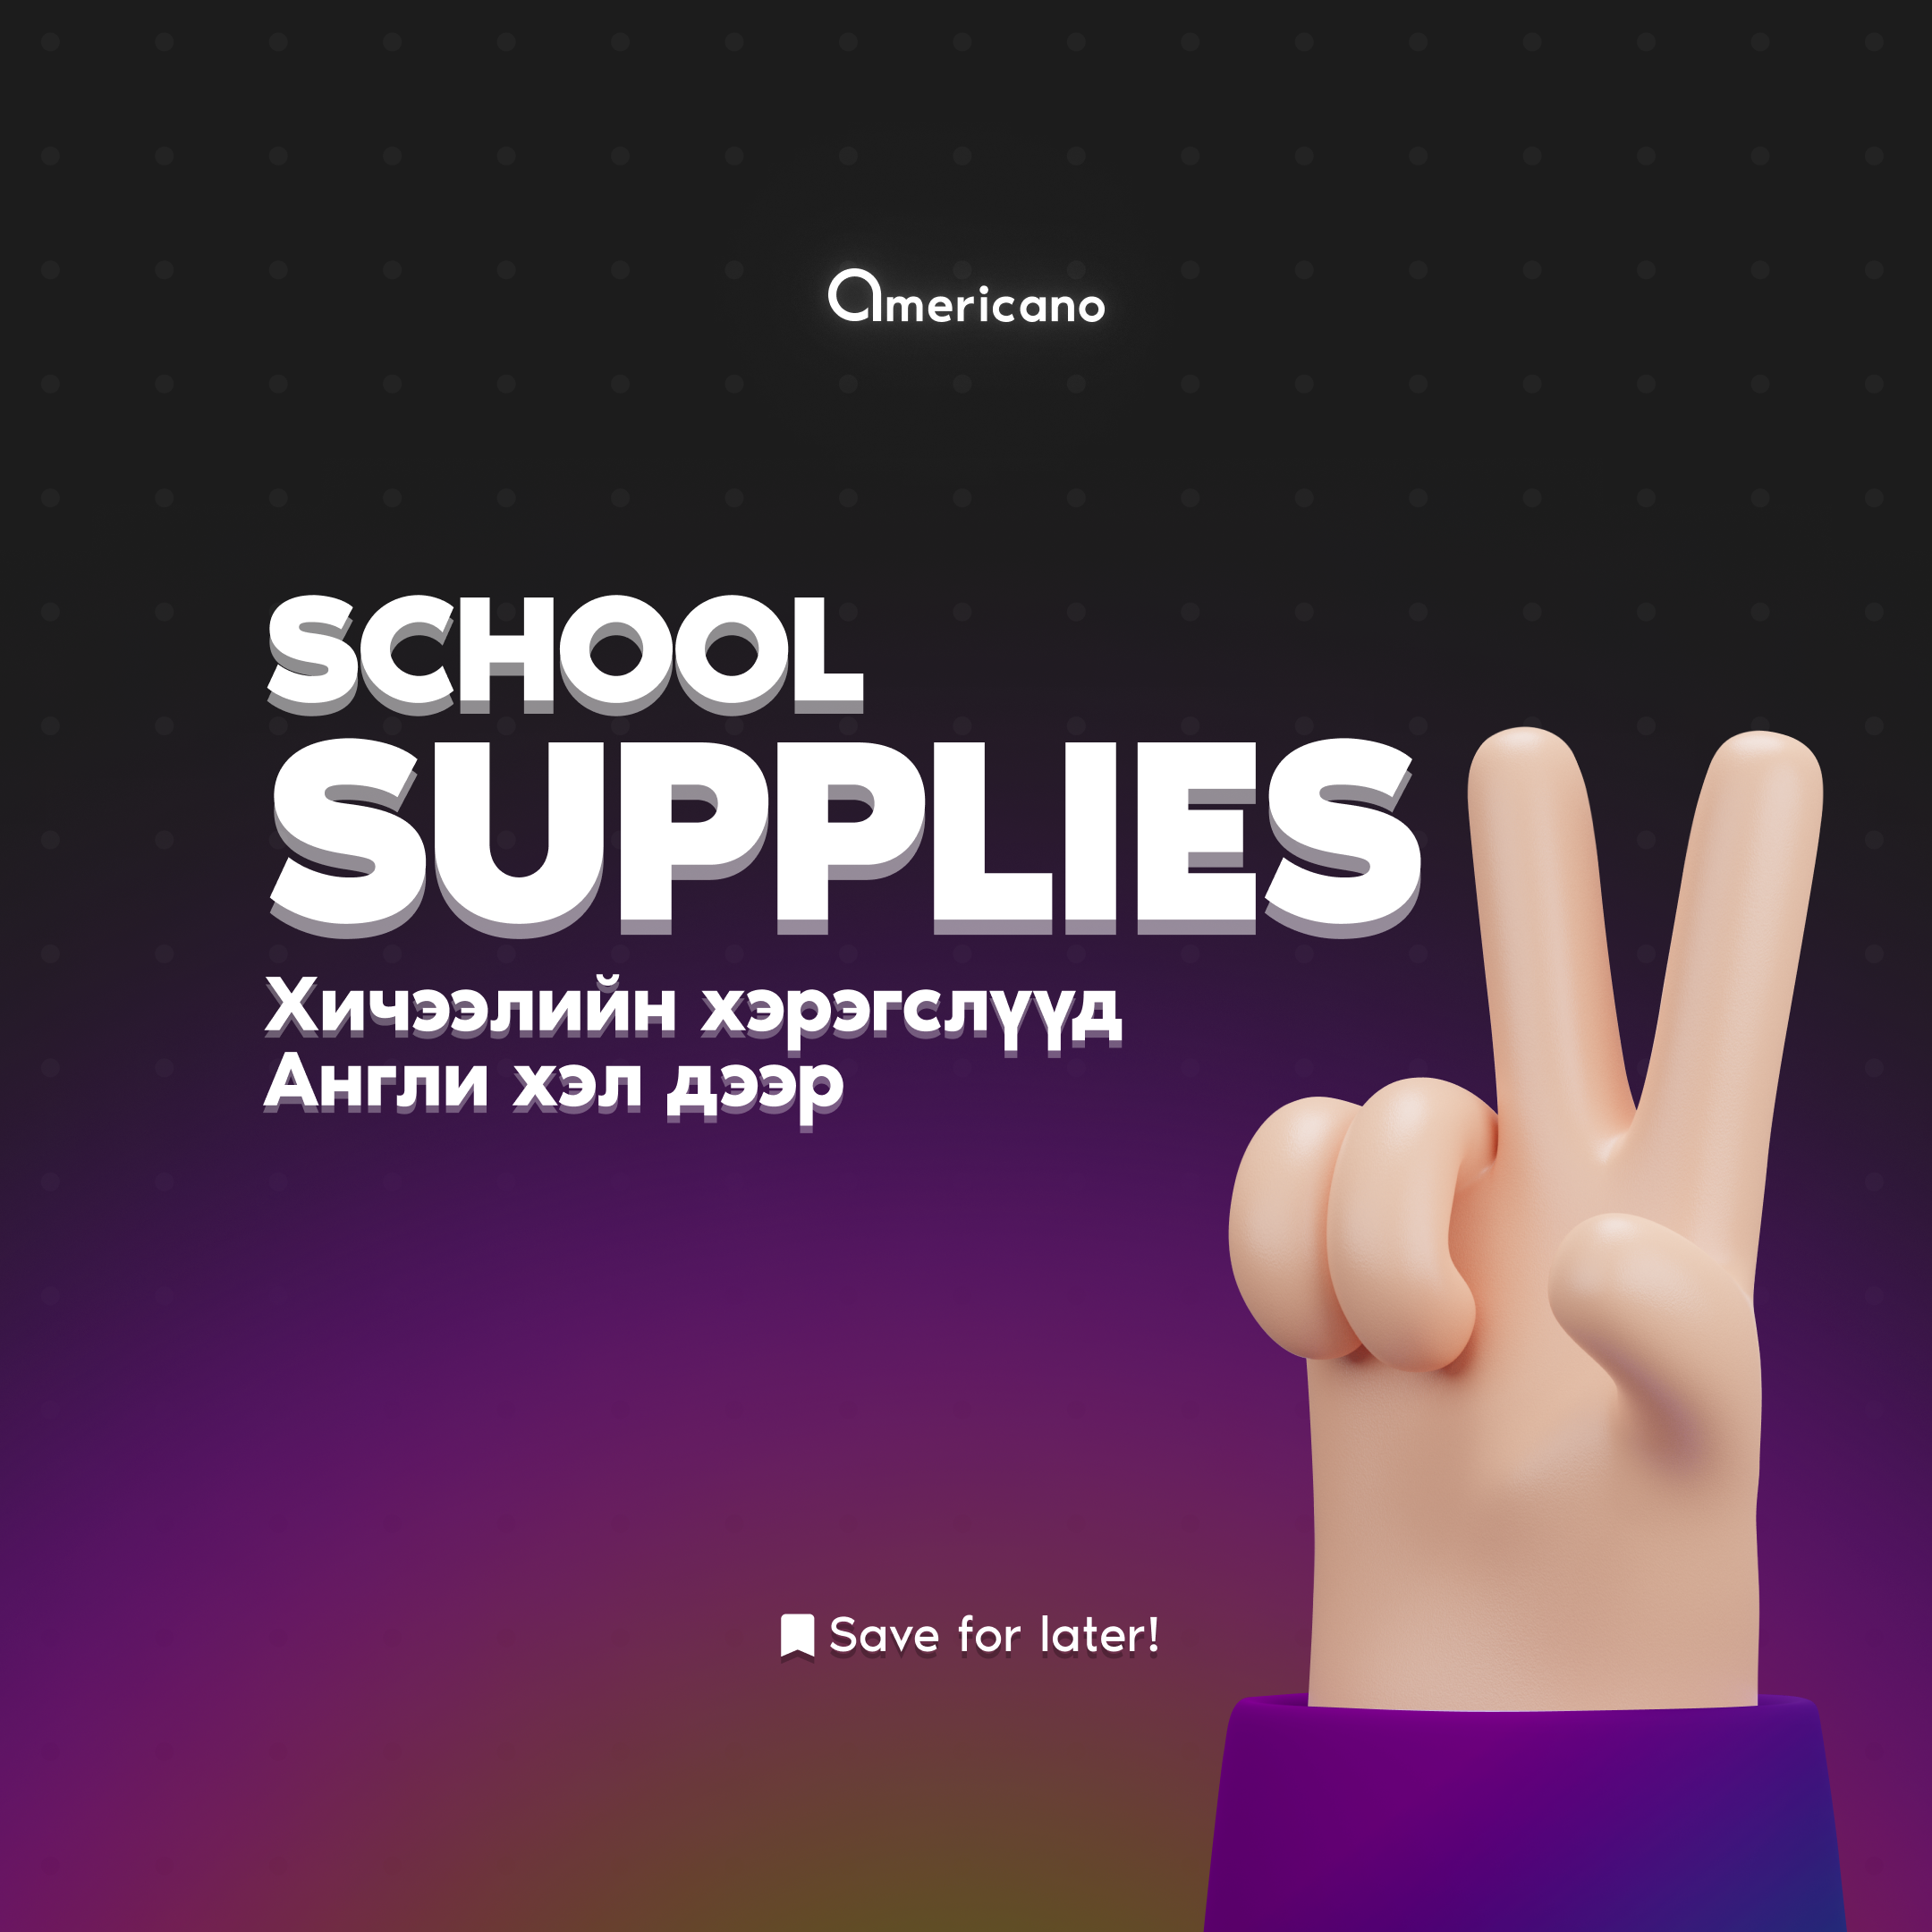 americano
SCHOOL
SUPPLIES
Хичээлийн хэрэгслүүд
Англи хэл дээр
Save for later!